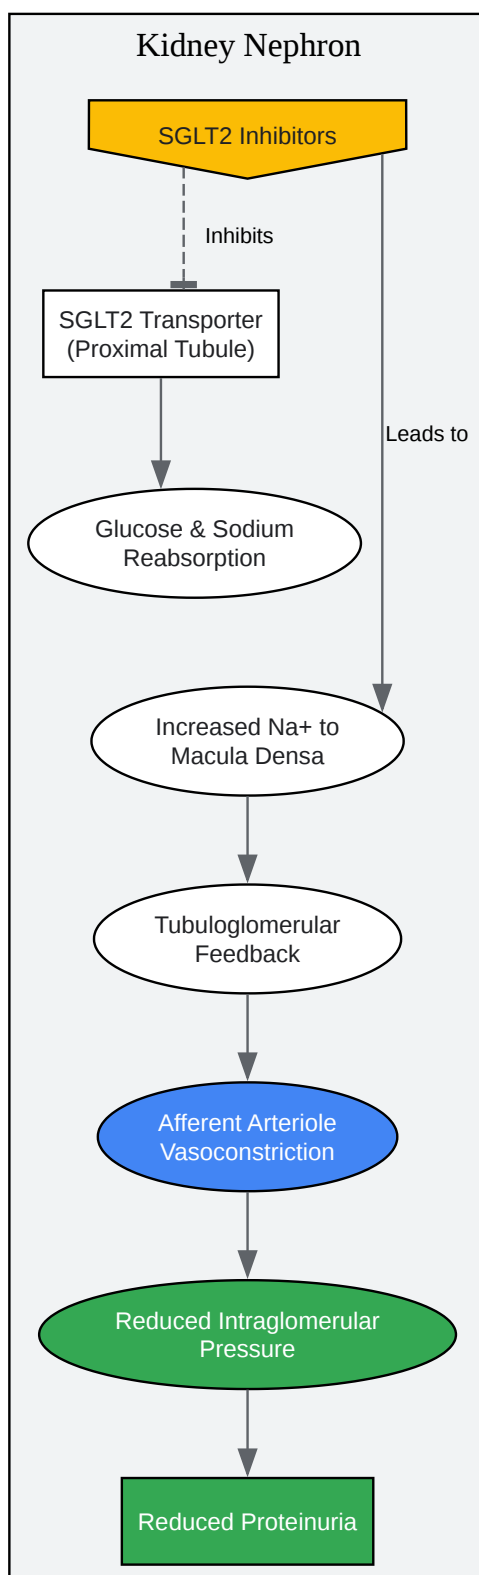 Kidney Nephron
SGLT2 Inhibitors
Inhibits
SGLT2 Transporter
(Proximal Tubule)
Leads to
Glucose & Sodium
Reabsorption
Increased Na+ to
Macula Densa
Tubuloglomerular
Feedback
Afferent Arteriole
Vasoconstriction
Reduced Intraglomerular
Pressure
Reduced Proteinuria